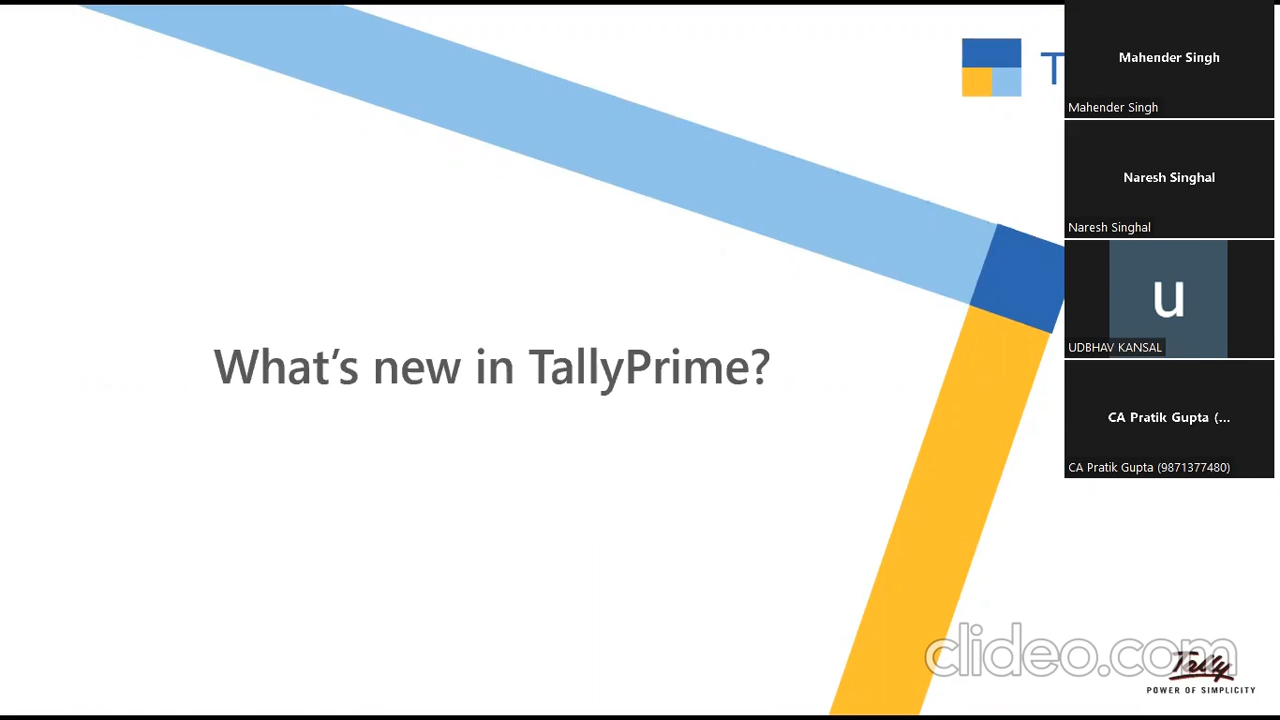 T
Mahender Singh
Mahender Singh
Naresh Singhal
Naresh Singhal
u
UDBHAV KANSAL
CA Pratik Gupta (...
CA Pratik Gupta (9871377480)
What's new in TallyPrime?
clideo.com
Tally
POWER OF SIMPLICITY